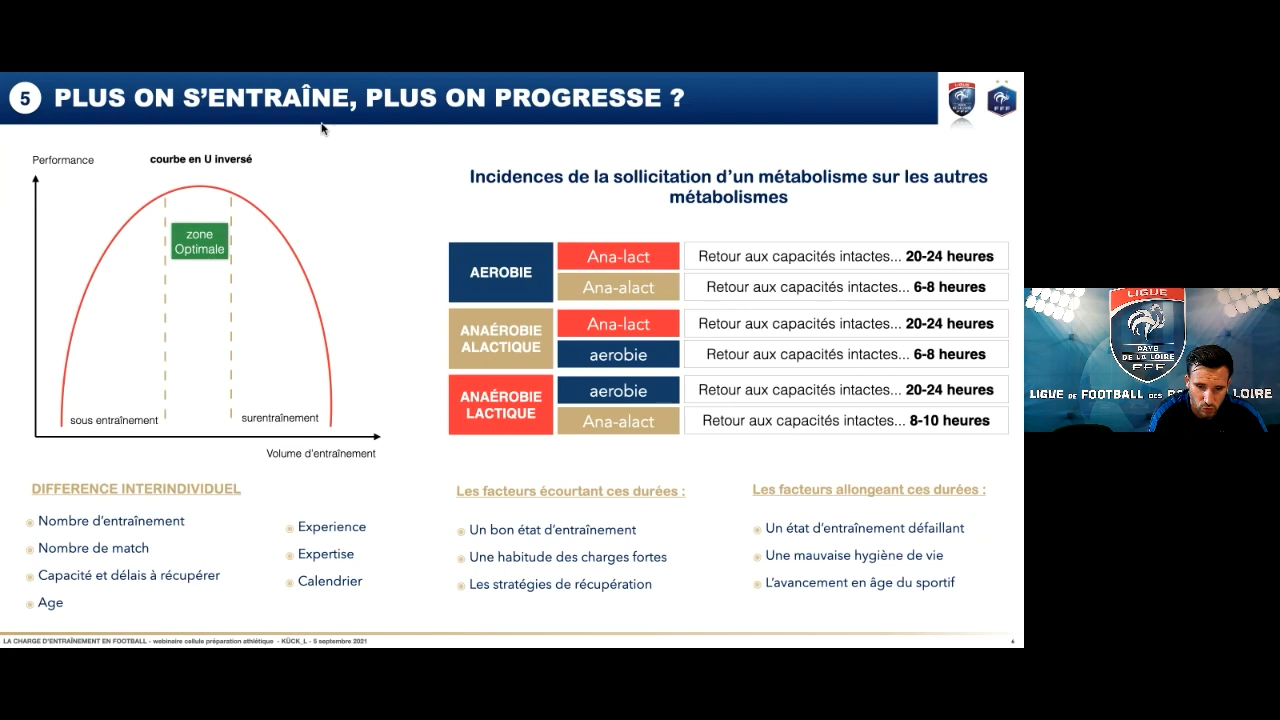 5
PLUS ON S'ENTRAÎNE, PLUS ON PROGRESSE ?
Performance
courbe en U inversé
zone
Optimale
sous entraînement
surentraînement
Volume d'entraînement
Incidences de la sollicitation d'un métabolisme sur les autres
métabolismes
AEROBIE
Ana-lact
Retour aux capacités intactes... 20-24 heures
Ana-alact
Retour aux capacités intactes... 6-8 heures
ANAÉROBIE
ALACTIQUE
Ana-lact
Retour aux capacités intactes... 20-24 heures
aerobie
Retour aux capacités intactes... 6-8 heures
ANAÉROBIE
LACTIQUE
aerobie
Retour aux capacités intactes... 20-24 heures
Ana-alact
Retour aux capacités intactes... 8-10 heures
DIFFERENCE INTERINDIVIDUEL
Nombre d'entraînement
Nombre de match
Capacité et délais à récupérer
Age
Experience
Expertise
Calendrier
Les facteurs écourtant ces durées :
Un bon état d'entraînement
Une habitude des charges fortes
Les stratégies de récupération
Les facteurs allongeant ces durées :
Un état d'entraînement défaillant
Une mauvaise hygiène de vie
L'avancement en âge du sportif
LA CHARGE D'ENTRAÎNEMENT EN FOOTBALL - webinaire cellule préparation athlétique - KÜCK_L - 5 septembre 2021
6
LIGUE
PAYS
DE LA LOIRE
FFF
LIGUE DE FOOTBALL DES
LOIRE